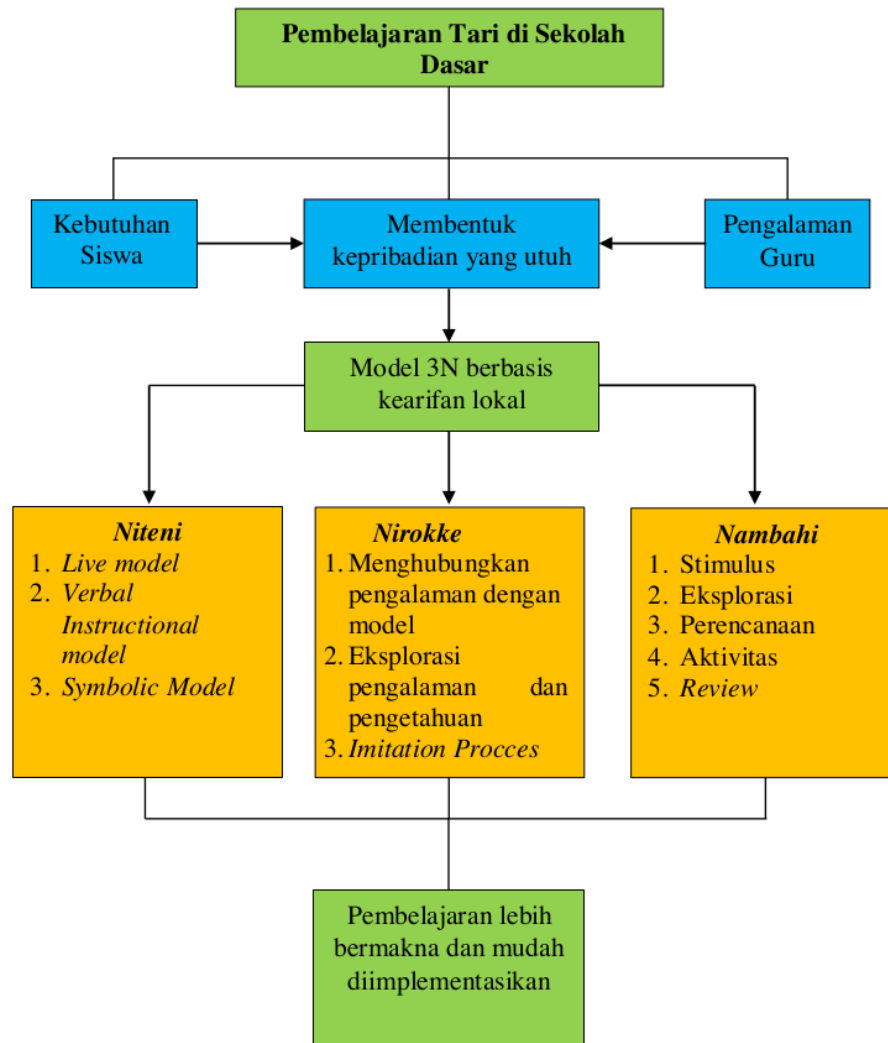 Pembelajaran Tari di Sekolah
Dasar
Kebutuhan
Siswa
Membentuk
kepribadian yang utuh
Pengalaman
Guru
Model 3N berbasis
kearifan lokal
Niteni
1. Live model
2. Verbal
Instructional
model
3. Symbolic Model
Nirokke
1. Menghubungkan
pengalaman dengan
model
2. Eksplorasi
pengalaman dan
pengetahuan
3. Imitation Procces
Nambahi
1. Stimulus
2. Eksplorasi
3. Perencanaan
4. Aktivitas
5. Review
Pembelajaran lebih
bermakna dan mudah
diimplementasikan